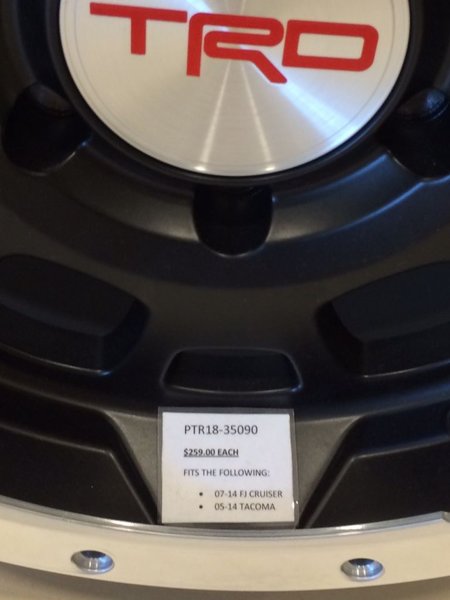 TRD
PTR18-35090
$259.00 EACH
FITS THE FOLLOWING:
• 07-14 FJ CRUISER
• 05-14 TACOMA